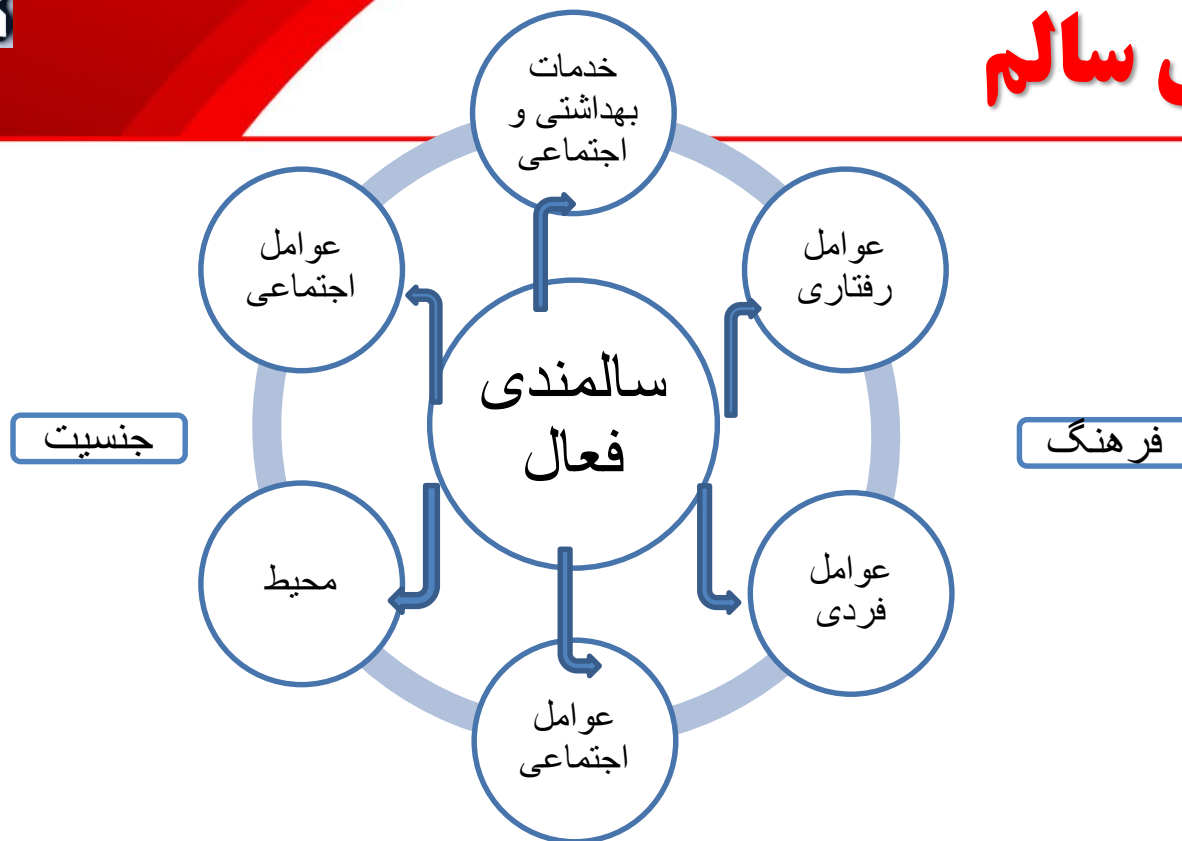 سالم
خدمات
بهداشتی و
اجتماعی
عوامل
رفتاری
عوامل
اجتماعی
سالمندی
فعال
فرهنگ
جنسیت
عوامل
فردی
محیط
عوامل
اجتماعی